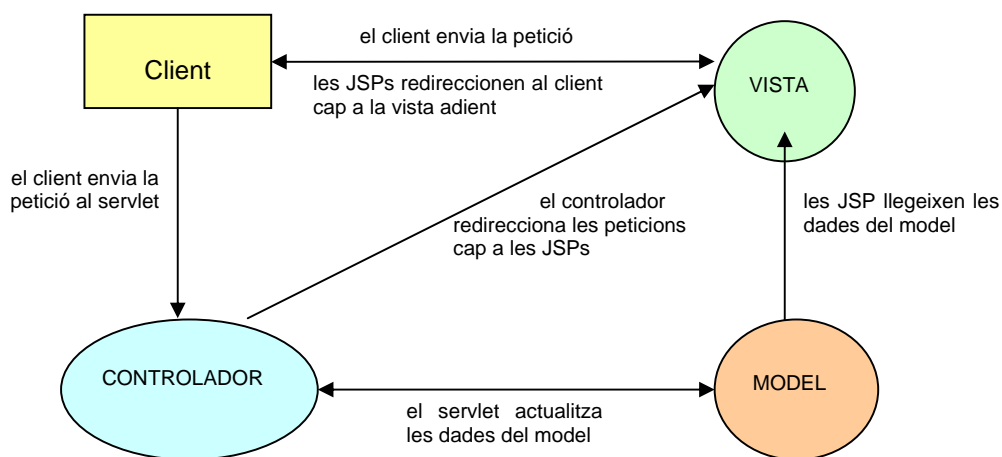 el client envia la petició
Client
les JSPs redireccionen al client
cap a la vista adient
VISTA
el client envia la
petició al servlet
el controlador
redirecciona les peticions
cap a les JSPs
les JSP llegeixen les
dades del model
CONTROLADOR
MODEL
el servlet actualitza
les dades del model